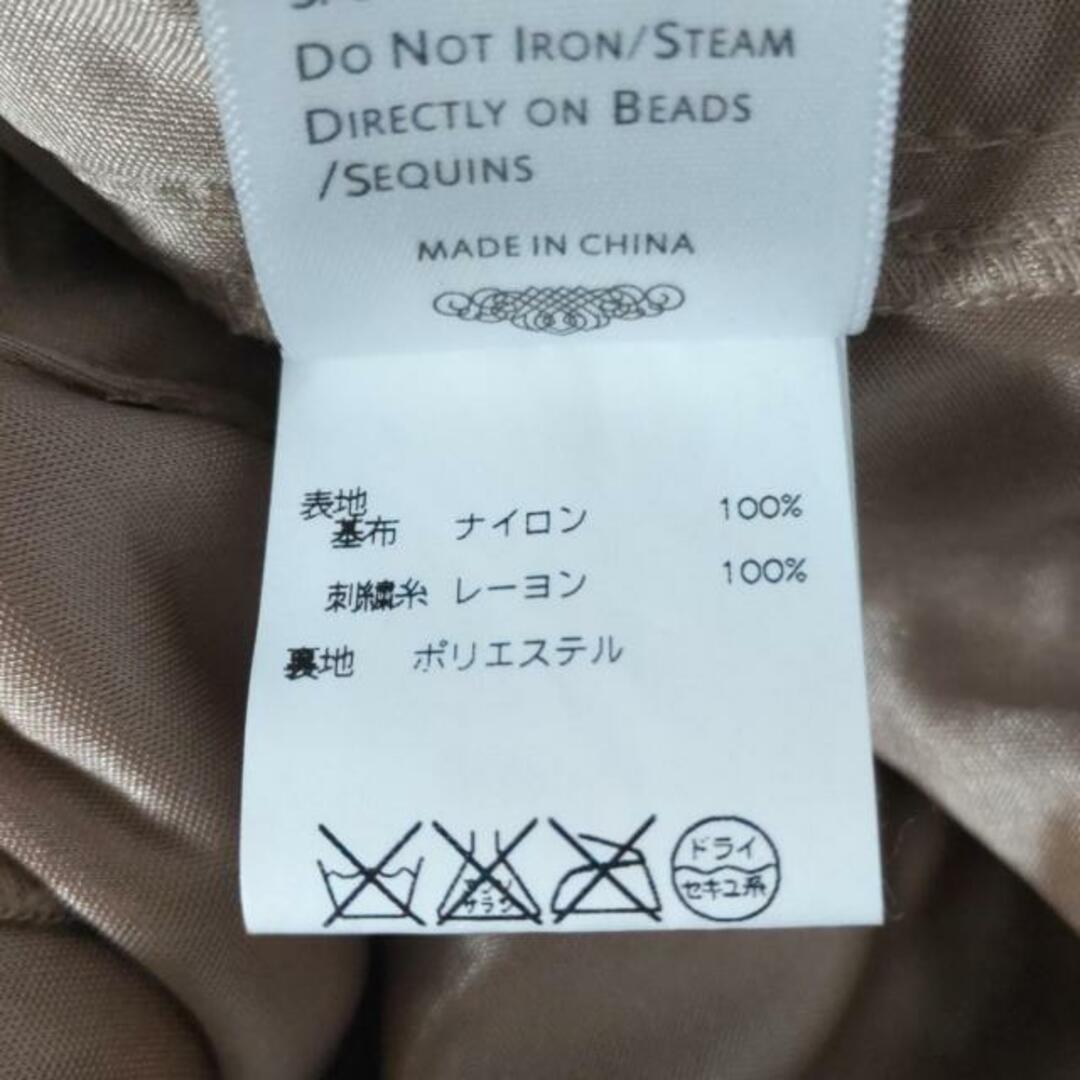 DO NOT IRON/STEAM
DIRECTLY ON BEADS
/SEQUINS
MADE IN CHINA
表地
基布 ナイロン 100%
刺繍糸 レーヨン 100%
裏地 ポリエステル
ドライ
セキユ系